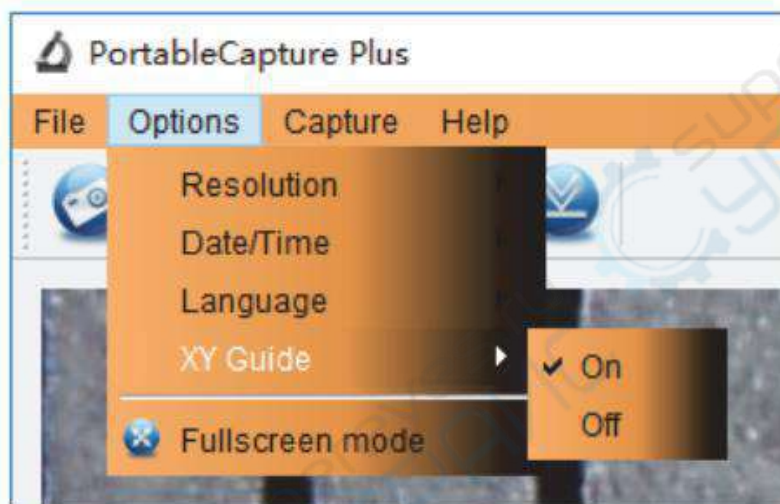 PortableCapture Plus
File Options Capture Help
Resolution
Date/Time
Language
XY Guide
On
Off
Fullscreen mode